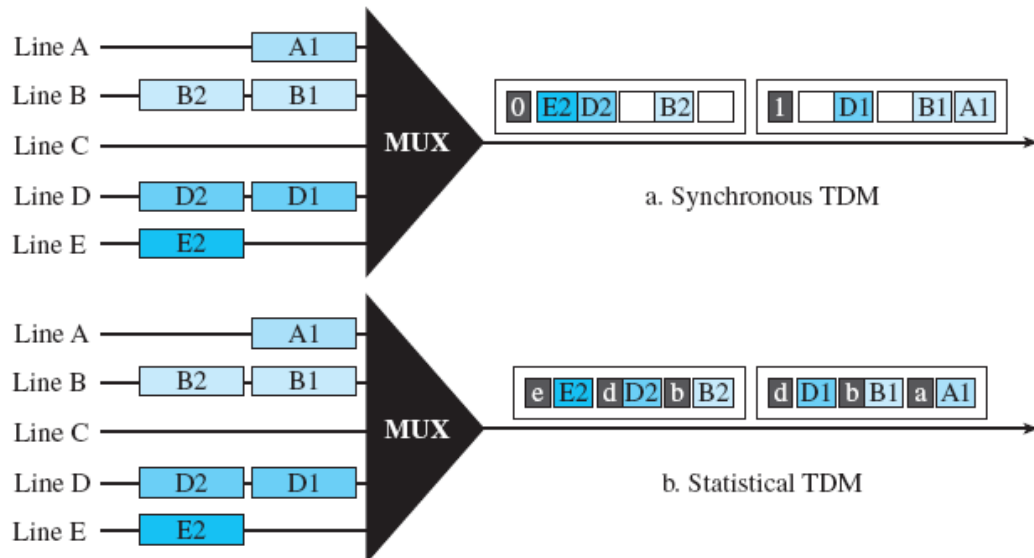 Line A A1
Line B B2 B1
0 E2 D2 B2 1 D1 B1 A1
Line C MUX
Line D D2 D1
a. Synchronous TDM
Line E E2
Line A A1
Line B B2 B1
e E2 d D2 b B2 d D1 b B1 a A1
Line C MUX
Line D D2 D1
b. Statistical TDM
Line E E2